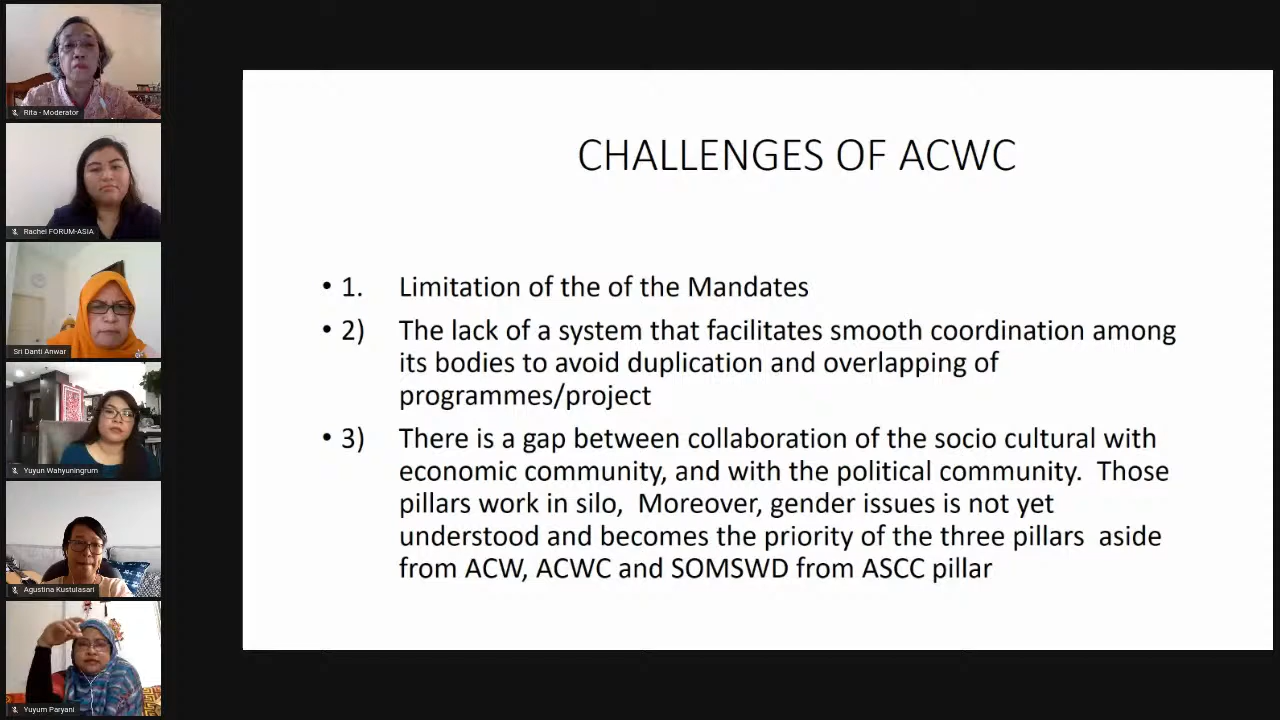 Rita - Moderator
Rachel FORUM-ASIA
Sri Danti Anwar
Yuyun Wahyuningrum
Agustina Kustulasari
Yuyum Paryani
CHALLENGES OF ACWC
• 1. Limitation of the of the Mandates
• 2) The lack of a system that facilitates smooth coordination among
its bodies to avoid duplication and overlapping of
programmes/project
• 3) There is a gap between collaboration of the socio cultural with
economic community, and with the political community. Those
pillars work in silo, Moreover, gender issues is not yet
understood and becomes the priority of the three pillars aside
from ACW, ACWC and SOMSWD from ASCC pillar